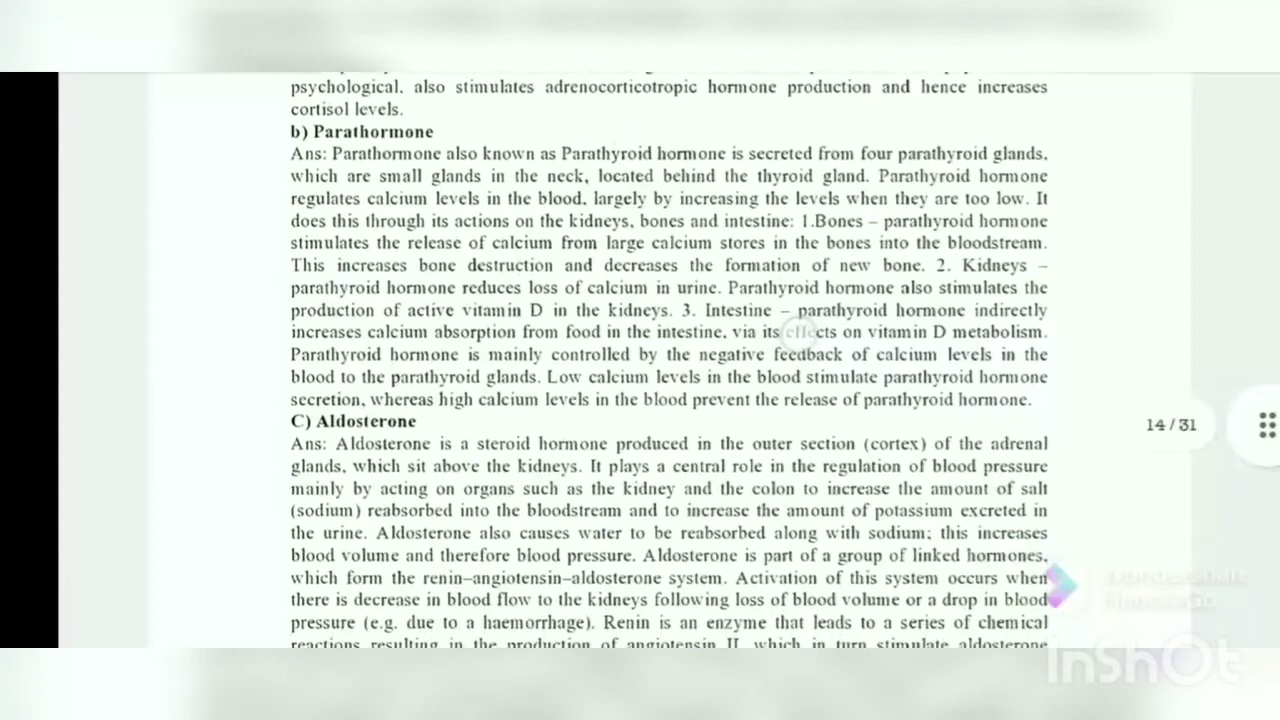 psychological, also stimulates adrenocorticotropic hormone production and hence increases
cortisol levels.
b) Parathormone
Ans: Parathormone also known as Parathyroid hormone is secreted from four parathyroid glands,
which are small glands in the neck, located behind the thyroid gland. Parathyroid hormone
regulates calcium levels in the blood, largely by increasing the levels when they are too low. It
does this through its actions on the kidneys, bones and intestine: 1.Bones – parathyroid hormone
stimulates the release of calcium from large calcium stores in the bones into the bloodstream.
This increases bone destruction and decreases the formation of new bone. 2. Kidneys –
parathyroid hormone reduces loss of calcium in urine. Parathyroid hormone also stimulates the
production of active vitamin D in the kidneys. 3. Intestine – parathyroid hormone indirectly
increases calcium absorption from food in the intestine, via its effects on vitamin D metabolism.
Parathyroid hormone is mainly controlled by the negative feedback of calcium levels in the
blood to the parathyroid glands. Low calcium levels in the blood stimulate parathyroid hormone
secretion, whereas high calcium levels in the blood prevent the release of parathyroid hormone.
C) Aldosterone
14 / 31
Ans: Aldosterone is a steroid hormone produced in the outer section (cortex) of the adrenal
glands, which sit above the kidneys. It plays a central role in the regulation of blood pressure
mainly by acting on organs such as the kidney and the colon to increase the amount of salt
(sodium) reabsorbed into the bloodstream and to increase the amount of potassium excreted in
the urine. Aldosterone also causes water to be reabsorbed along with sodium; this increases
blood volume and therefore blood pressure. Aldosterone is part of a group of linked hormones,
which form the renin–angiotensin–aldosterone system. Activation of this system occurs when
there is decrease in blood flow to the kidneys following loss of blood volume or a drop in blood
pressure (e.g. due to a haemorrhage). Renin is an enzyme that leads to a series of chemical
reactions resulting in the production of angiotensin II, which in turn stimulate aldosterone
InShOt